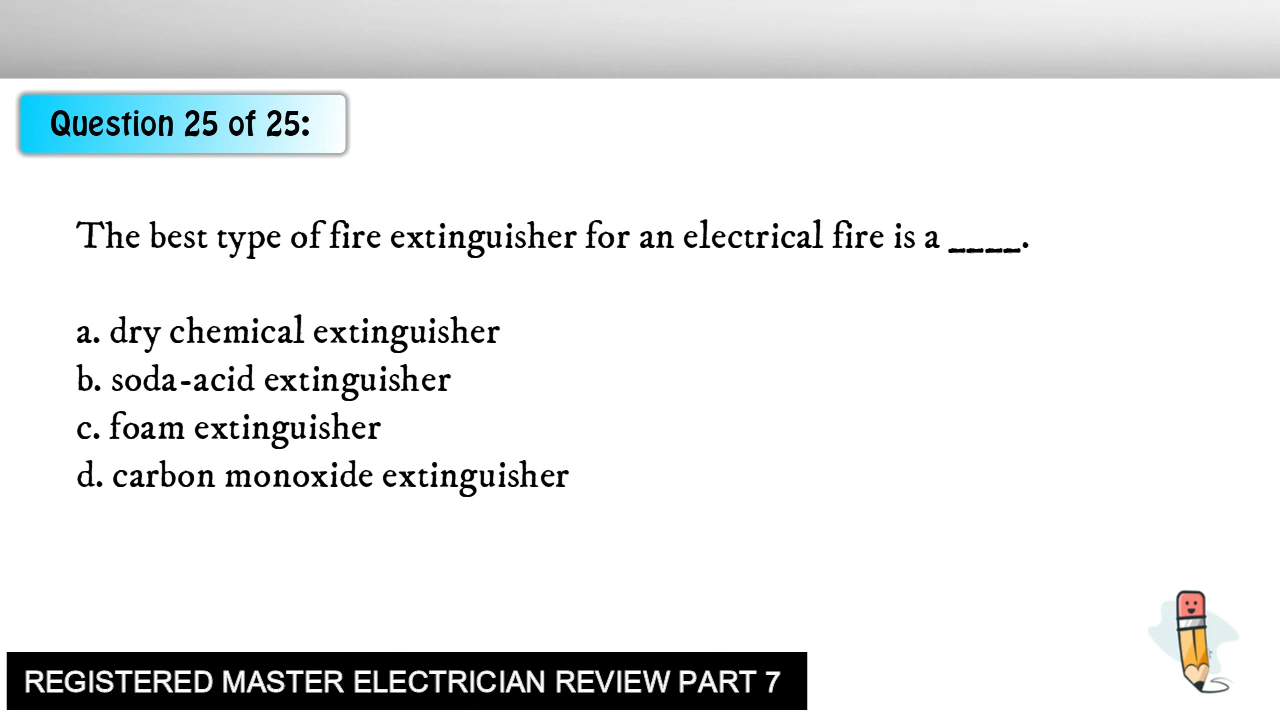 Question 25 of 25:
The best type of fire extinguisher for an electrical fire is a ____.
a. dry chemical extinguisher
b. soda-acid extinguisher
c. foam extinguisher
d. carbon monoxide extinguisher
REGISTERED MASTER ELECTRICIAN REVIEW PART 7